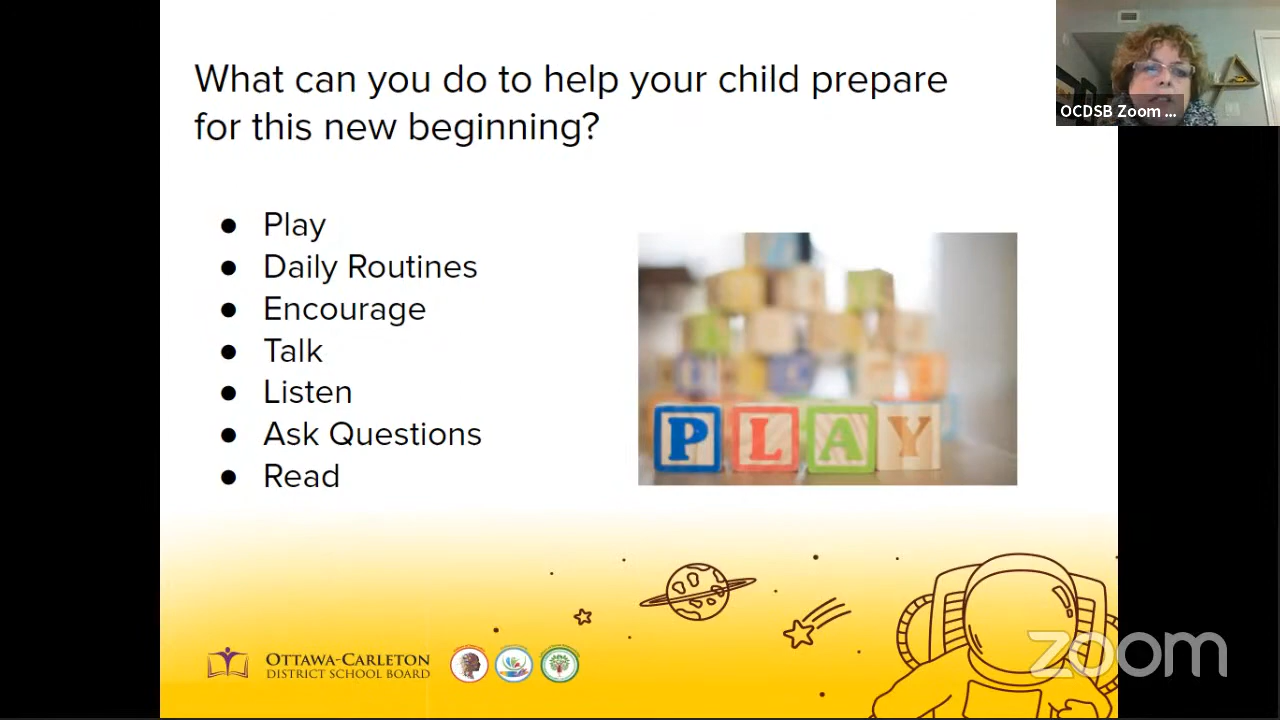 What can you do to help your child prepare
for this new beginning?
OCDSB Zoom ...
● Play
● Daily Routines
● Encourage
● Talk
● Listen
● Ask Questions
● Read
PLAY
OTTAWA-CARLETON
DISTRICT SCHOOL BOARD
zoom